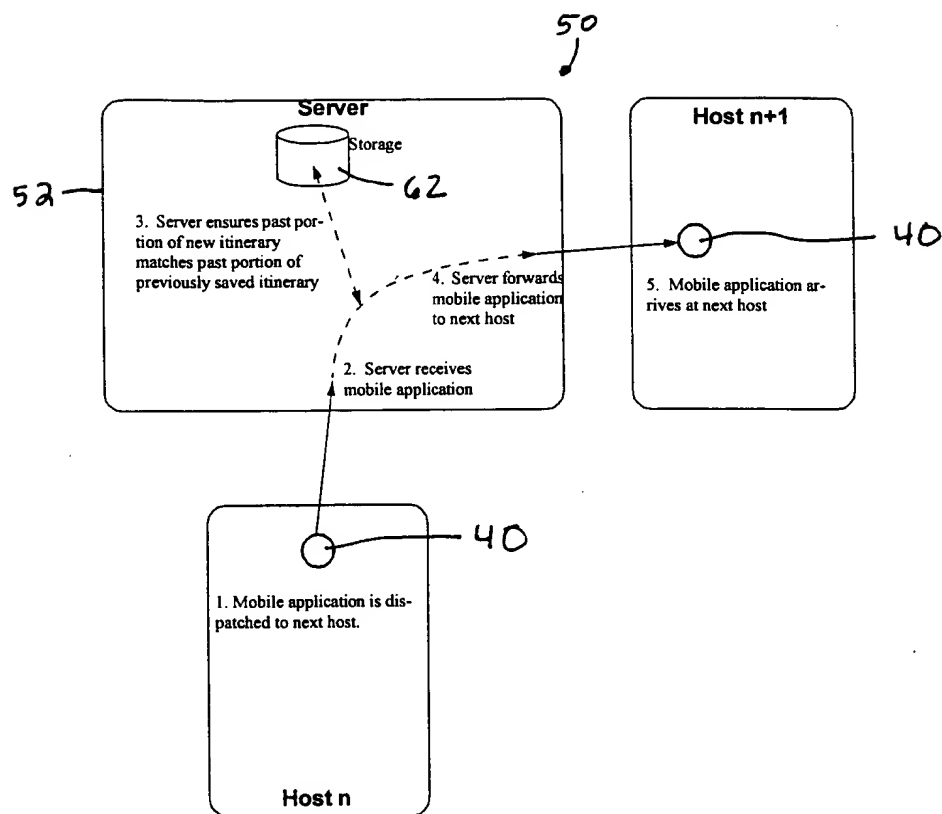 50
Server
Host n+1
Storage
52
62
3. Server ensures past por-
tion of new itinerary
matches past portion of
previously saved itinerary
40
4. Server forwards
mobile application
to next host
5. Mobile application ar-
rives at next host
2. Server receives
mobile application
40
1. Mobile application is dis-
patched to next host.
Host n